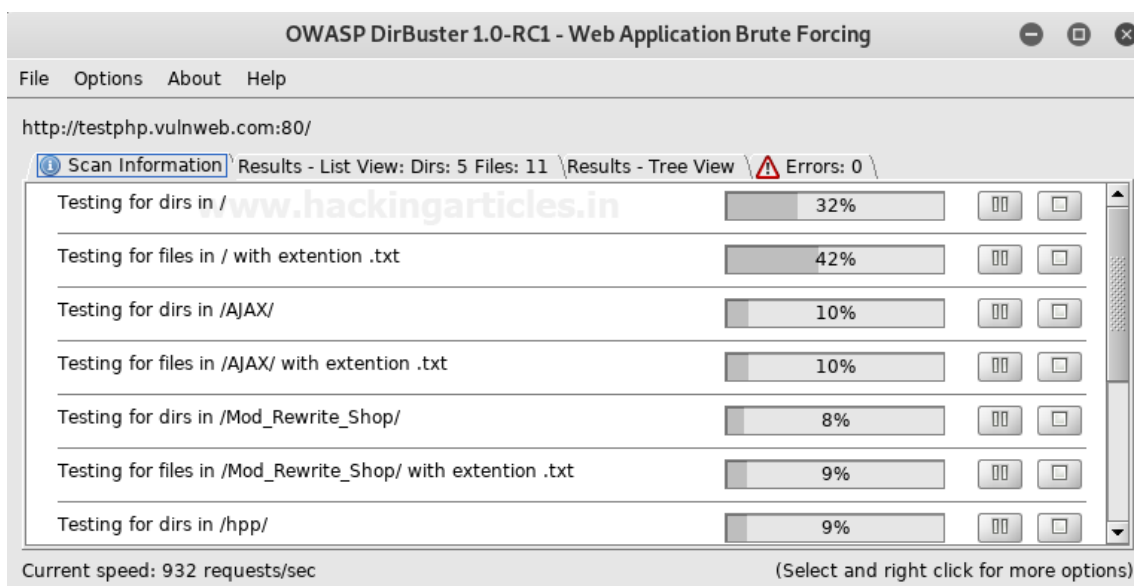 OWASP DirBuster 1.0-RC1 - Web Application Brute Forcing
File Options About Help
http://testphp.vulnweb.com:80/
Scan Information Results - List View: Dirs: 5 Files: 11 Results - Tree View Errors: 0
www.hackingarticles.in
Testing for dirs in / 32%
Testing for files in / with extention .txt 42%
Testing for dirs in /AJAX/ 10%
Testing for files in /AJAX/ with extention .txt 10%
Testing for dirs in /Mod_Rewrite_Shop/ 8%
Testing for files in /Mod_Rewrite_Shop/ with extention .txt 9%
Testing for dirs in /hpp/ 9%
Current speed: 932 requests/sec (Select and right click for more options)